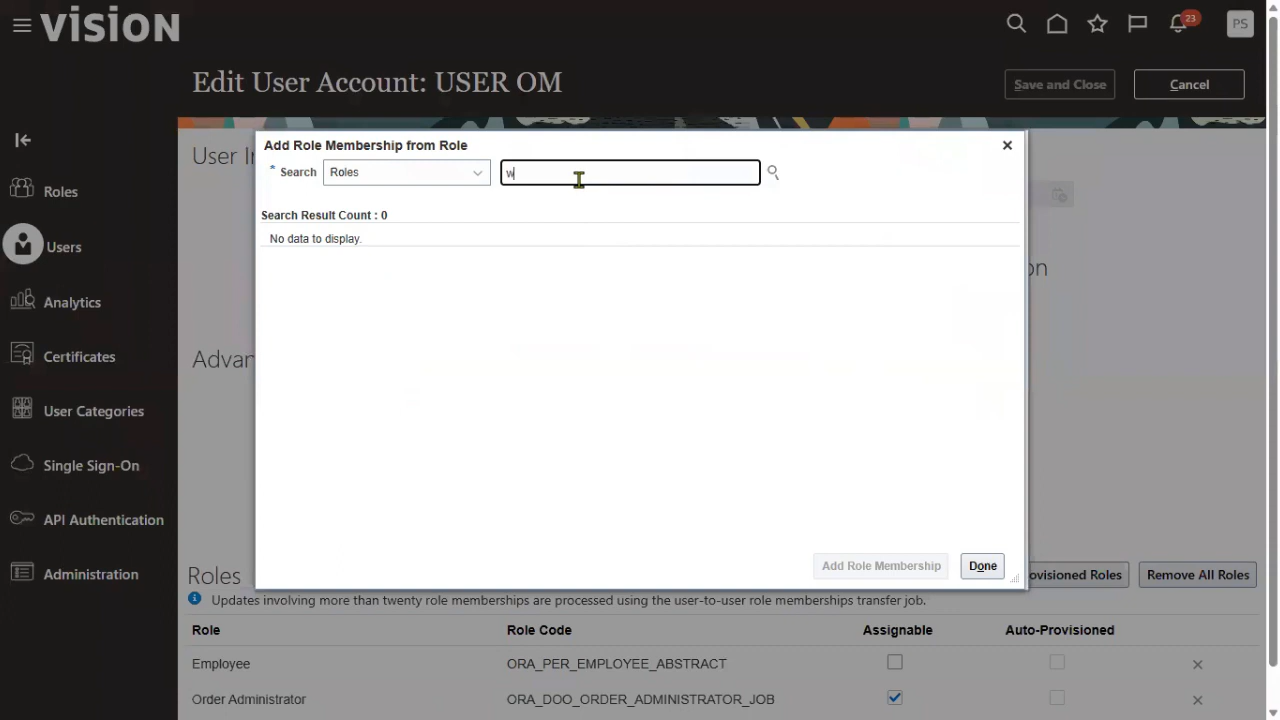 vision
23
PS
Edit User Account: USER OM
Save and Close
Cancel
User I
Add Role Membership from Role
* Search Roles w
Search Result Count : 0
No data to display.
on
Advan
Add Role Membership
Done
Roles
Users
Analytics
Certificates
User Categories
Single Sign-On
API Authentication
Administration
Roles
ovisioned Roles
Remove All Roles
Updates involving more than twenty role memberships are processed using the user-to-user role memberships transfer job.
Role Role Code Assignable Auto-Provisioned
Employee ORA_PER_EMPLOYEE_ABSTRACT
Order Administrator ORA_DOO_ORDER_ADMINISTRATOR_JOB